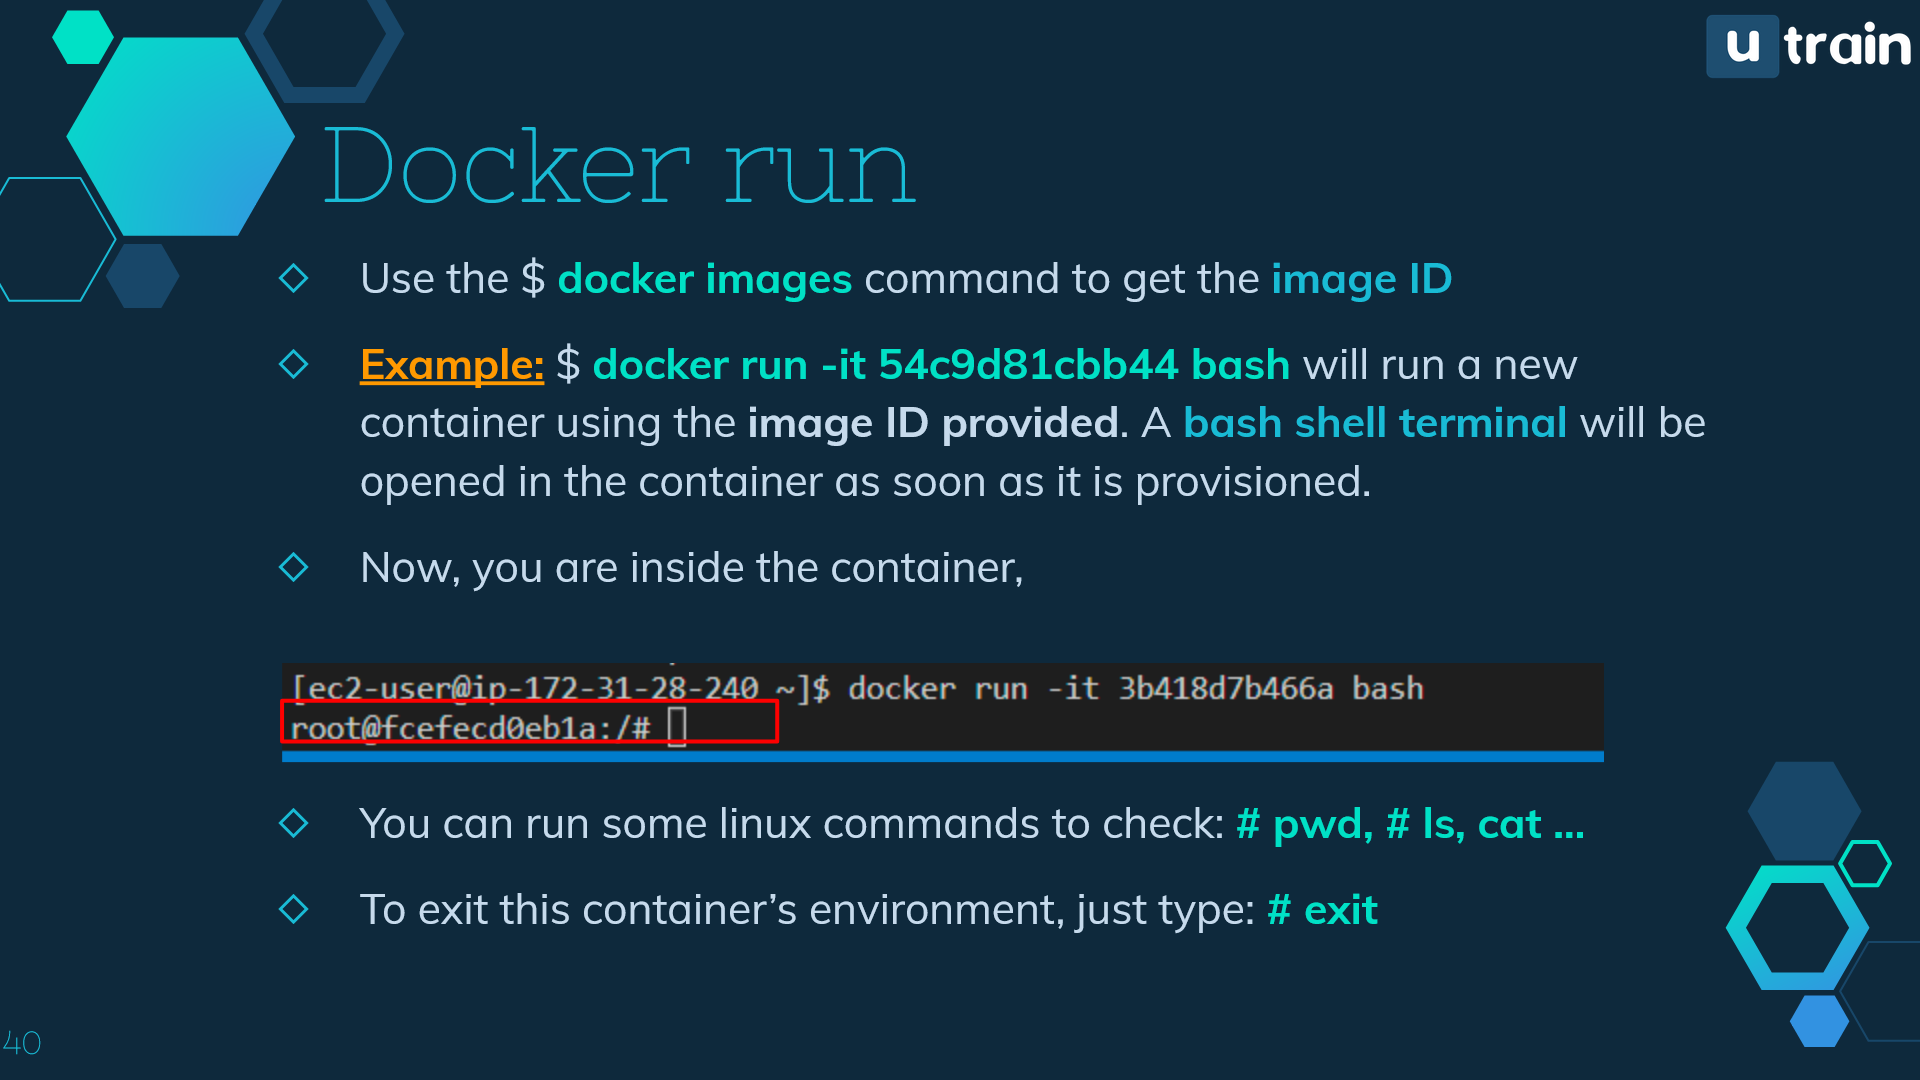 u train
Docker run
Use the $ docker images command to get the image ID
Example: $ docker run -it 54c9d81cbb44 bash will run a new
container using the image ID provided. A bash shell terminal will be
opened in the container as soon as it is provisioned.
Now, you are inside the container,
[ec2-user@ip-172-31-28-240 ~]$ docker run -it 3b418d7b466a bash
root@fcefecd0eb1a:/#
You can run some linux commands to check: # pwd, # ls, cat ...
To exit this container’s environment, just type: # exit
40